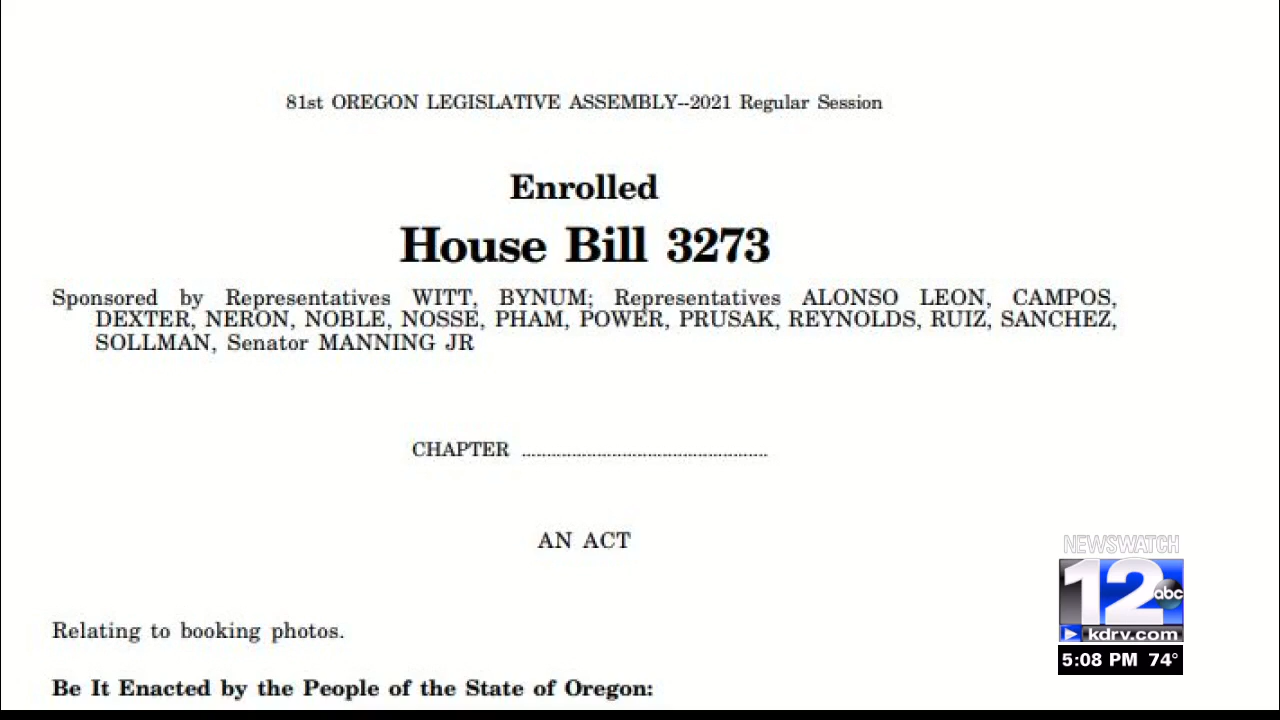 81st OREGON LEGISLATIVE ASSEMBLY--2021 Regular Session
Enrolled
House Bill 3273
Sponsored by Representatives WITT, BYNUM; Representatives ALONSO LEON, CAMPOS,
DEXTER, NERON, NOBLE, NOSSE, PHAM, POWER, PRUSAK, REYNOLDS, RUIZ, SANCHEZ,
SOLLMAN, Senator MANNING JR
CHAPTER .................................................
AN ACT
Relating to booking photos.
Be It Enacted by the People of the State of Oregon:
NEWSWATCH
12 abc
kdrv.com
5:08 PM 74°